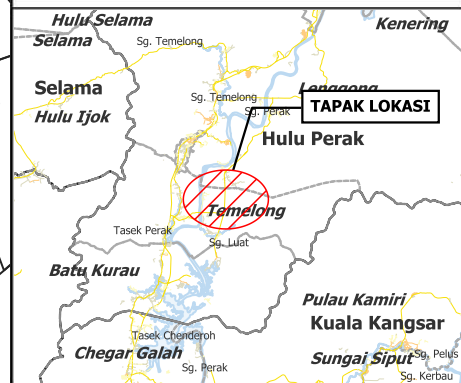 Hulu Selama
Kenering
Selama
Sg. Temelong
Selama
Lenggong
Sg. Temelong
TAPAK LOKASI
Sg. Perak
Hulu Ijok
Hulu Perak
Temelong
Tasek Perak
Sg. Luat
Batu Kurau
Pulau Kamiri
Kuala Kangsar
Tasek Chenderoh
Chegar Galah
Sungai Siput
Sg. Pelus
Sg. Perak
Sg. Kerbau